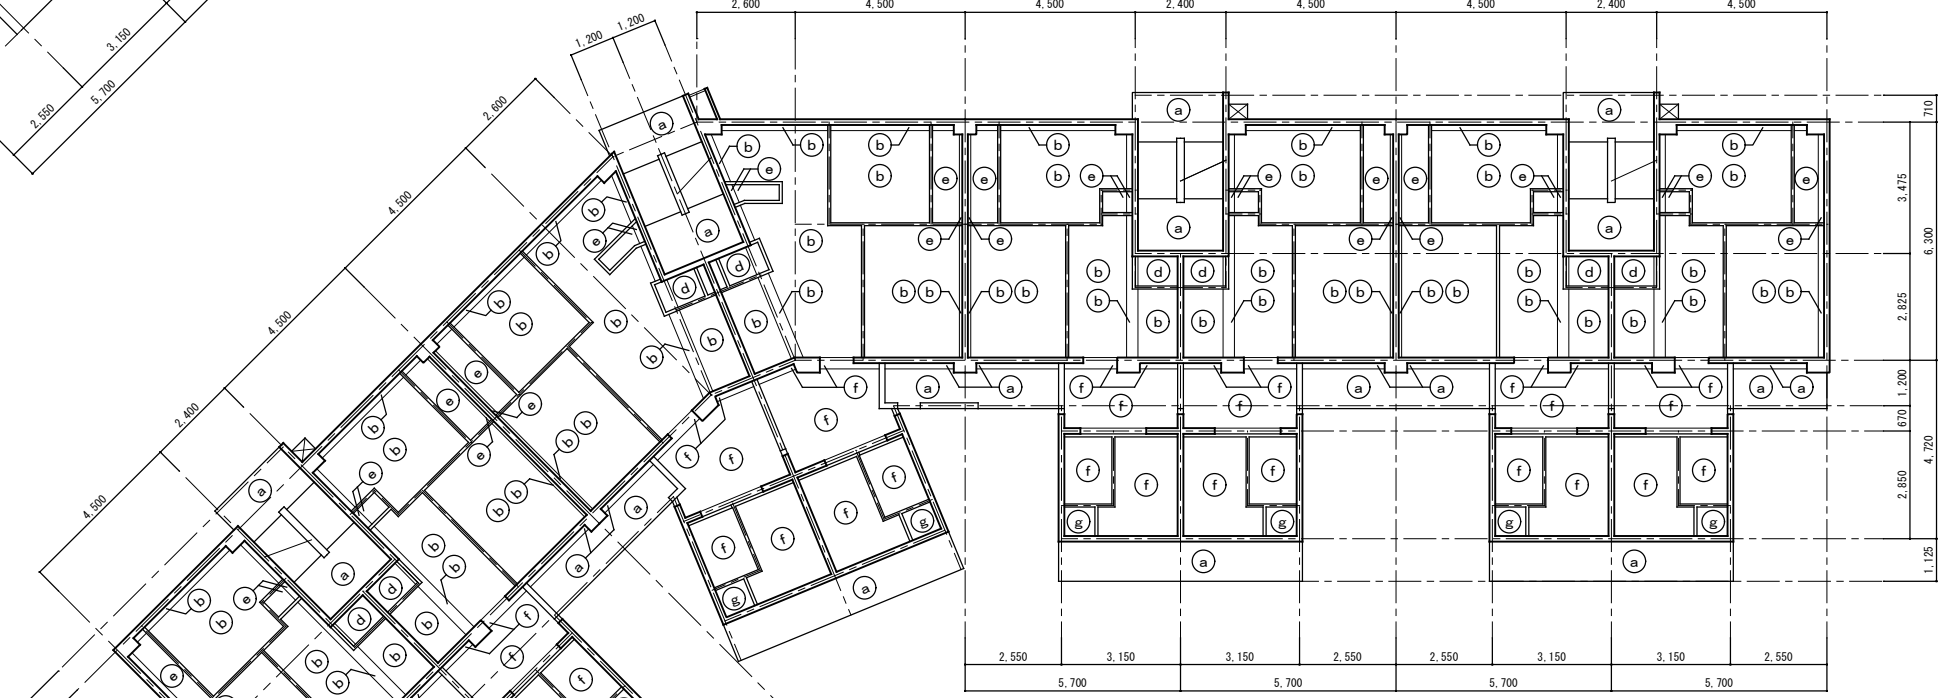 2,600 4,500 4,500 2,400 4,500 4,500 2,400 4,500
1,200 1,200
3,150
5,700
2,550
2,600
4,500
4,500
2,400
4,500
710
3,475
6,300
2,825
1,200
670
4,720
2,850
1,125
a a a
b b b b b b b b
e e e e e e e e
b b b b b b
a a a
e e e e e e
b
d d d d d d
b b b b b b b b b b b b b
b b b b b b
f f f f f f f f f
a a a a a a
f f f f f f
f f f f f f f f f f
g g g g g g
f f f
a a a
b b b b b b b b b b
e e e e e e
a a a a
d d
b b b b b b b
f f f
2,550 3,150 3,150 2,550 2,550 3,150 3,150 2,550
5,700 5,700 5,700 5,700